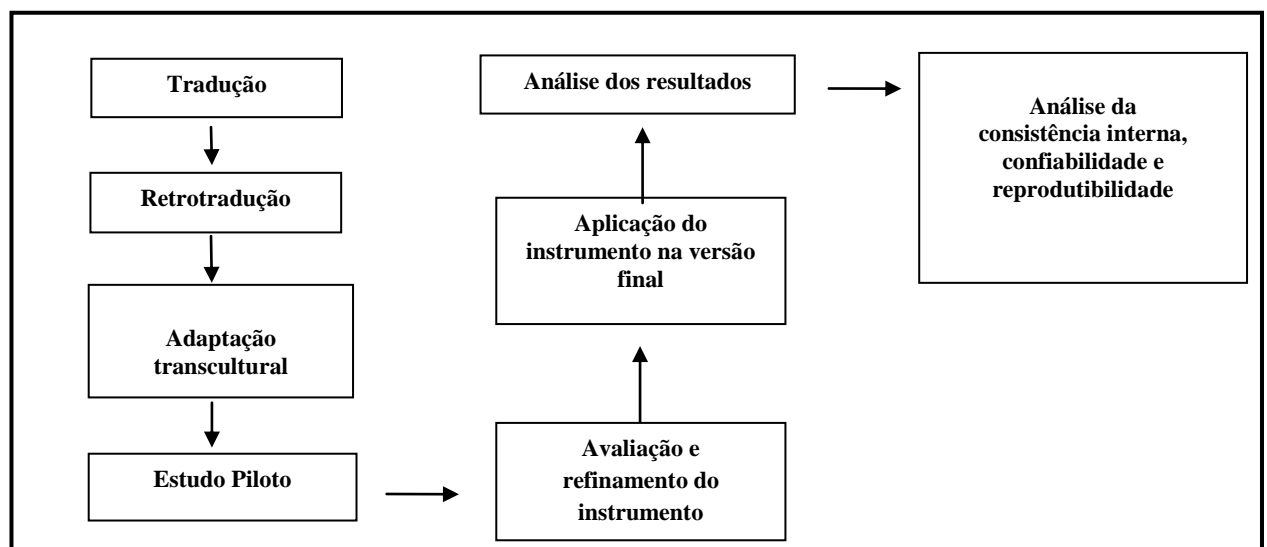 Tradução
Retrotradução
Adaptação
transcultural
Estudo Piloto
Avaliação e
refinamento do
instrumento
Aplicação do
instrumento na versão
final
Análise dos resultados
Análise da
consistência interna,
confiabilidade e
reprodutibilidade